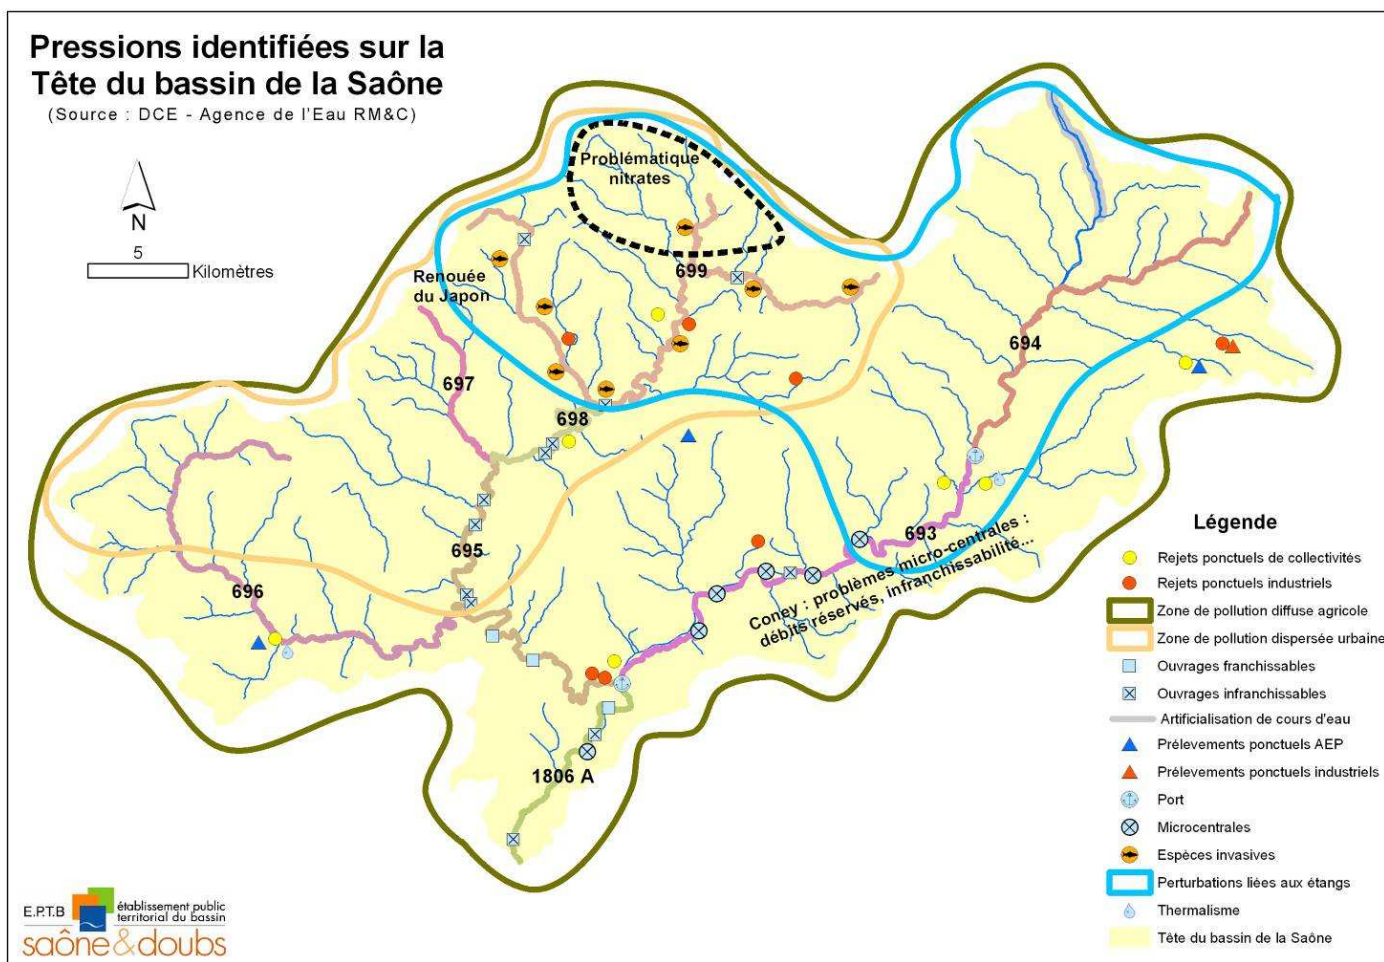 Pressions identifiées sur la
Tête du bassin de la Saône
(Source : DCE - Agence de l'Eau RM&C)
N
5
Kilomètres
Problématique
nitrates
Renouée
du Japon
699
694
697
698
693
695
696
Coney : problèmes micro-centrales :
débits réservés, infranchissabilité...
1806 A
Légende
Rejets ponctuels de collectivités
Rejets ponctuels industriels
Zone de pollution diffuse agricole
Zone de pollution dispersée urbaine
Ouvrages franchissables
Ouvrages infranchissables
Artificialisation de cours d'eau
Prélevements ponctuels AEP
Prélevements ponctuels industriels
Port
Microcentrales
Espèces invasives
Perturbations liées aux étangs
Thermalisme
Tête du bassin de la Saône
E.P.T.B
établissement public
territorial du bassin
saône&doubs